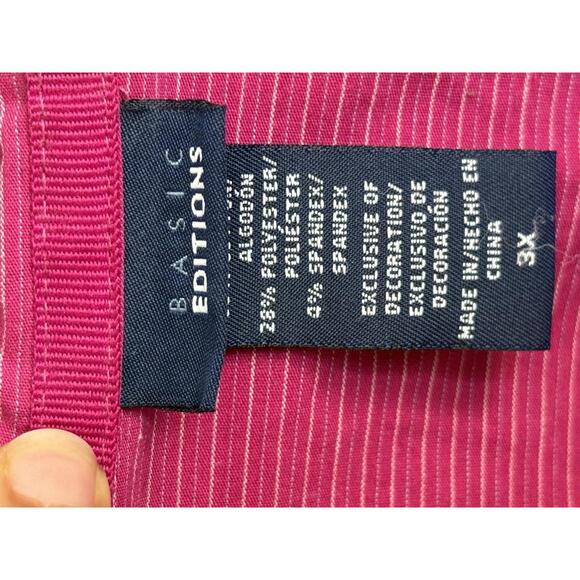 BASIC
EDITIONS
ALGODÓN
28% POLYESTER/
POLIÉSTER
4% SPANDEX/
SPANDEX
EXCLUSIVE OF
DECORATION/
EXCLUSIVO DE
DECORACIÓN
MADE IN/HECHO EN
CHINA
3X